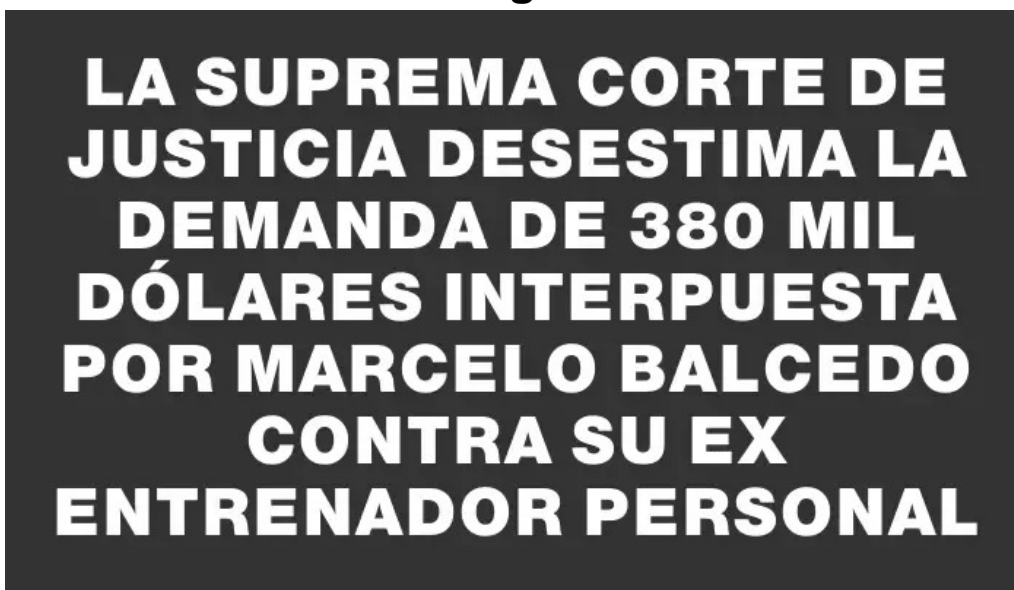 LA SUPREMA CORTE DE
JUSTICIA DESESTIMA LA
DEMANDA DE 380 MIL
DÓLARES INTERPUESTA
POR MARCELO BALCEDO
CONTRA SU EX
ENTRENADOR PERSONAL